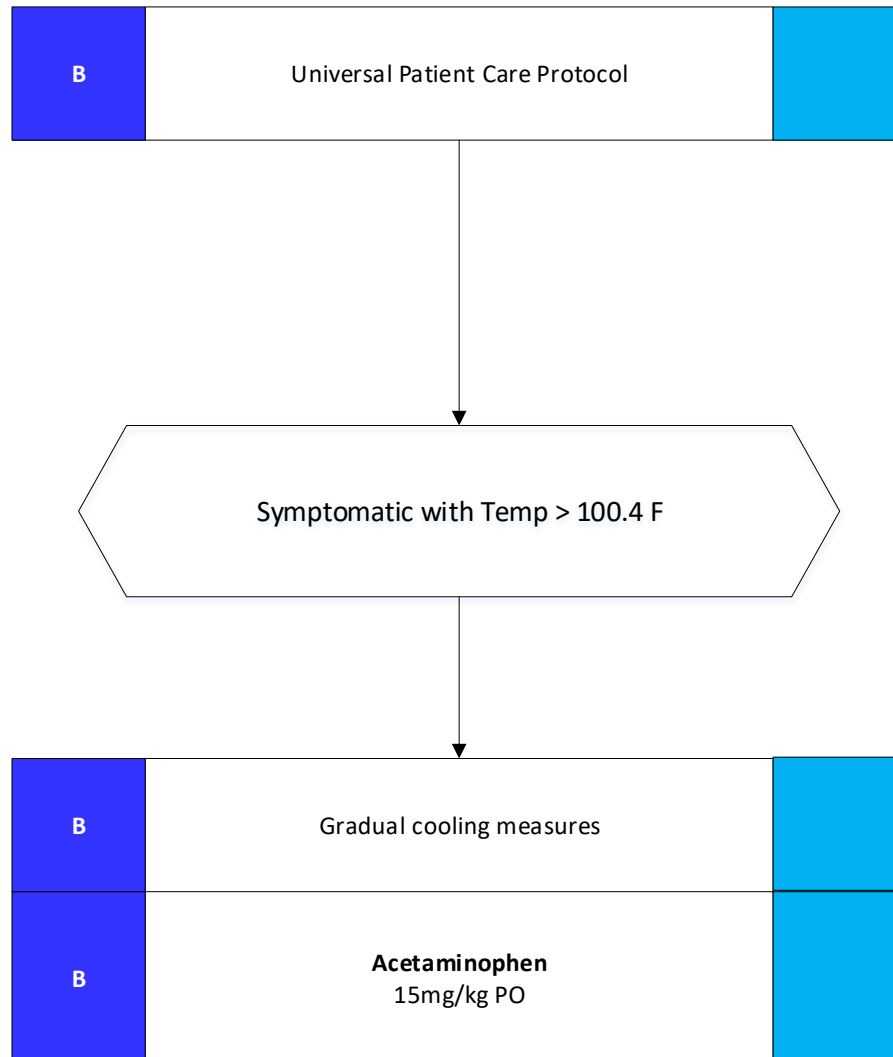 B
Universal Patient Care Protocol
Symptomatic with Temp > 100.4 F
B
Gradual cooling measures
B
Acetaminophen
15mg/kg PO